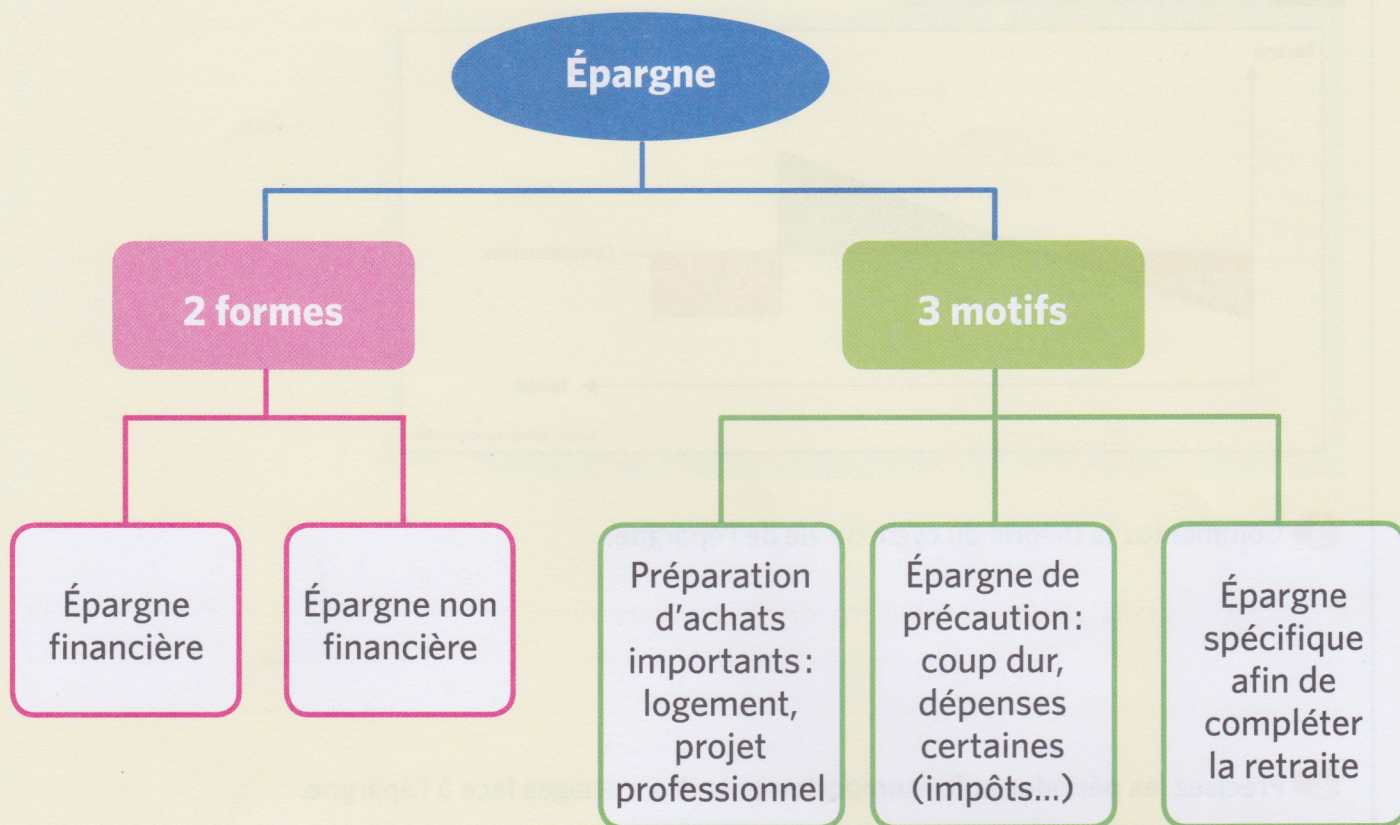 Épargne
2 formes
3 motifs
Épargne
financière
Épargne non
financière
Préparation
d'achats
importants :
logement,
projet
professionnel
Épargne de
précaution :
coup dur,
dépenses
certaines
(impôts...)
Épargne
spécifique
afin de
compléter
la retraite